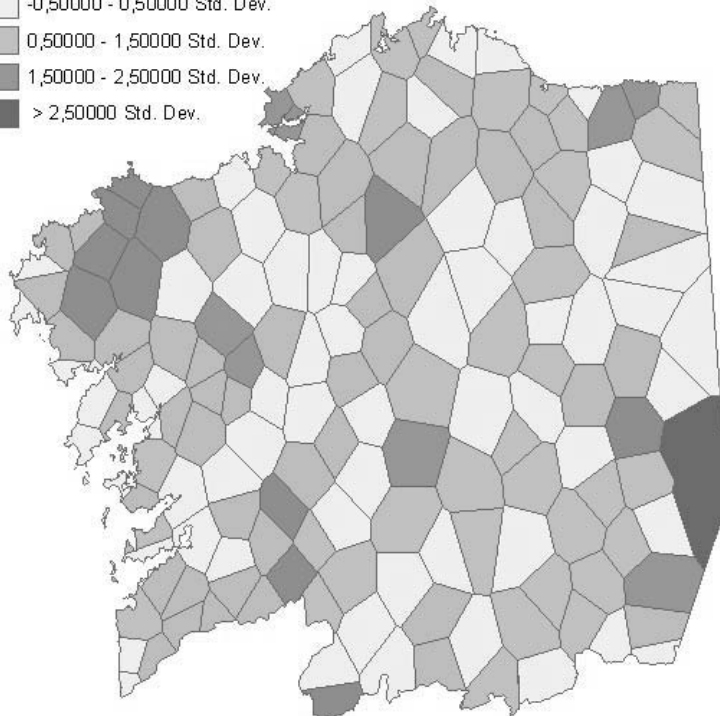 -0,50000 - 0,50000 Std. Dev.
0,50000 - 1,50000 Std. Dev.
1,50000 - 2,50000 Std. Dev.
> 2,50000 Std. Dev.